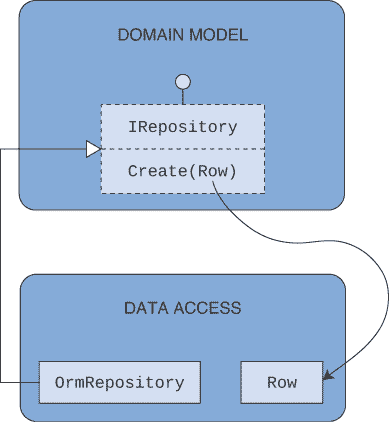 DOMAIN MODEL
IRepository
Create(Row)
DATA ACCESS
OrmRepository
Row